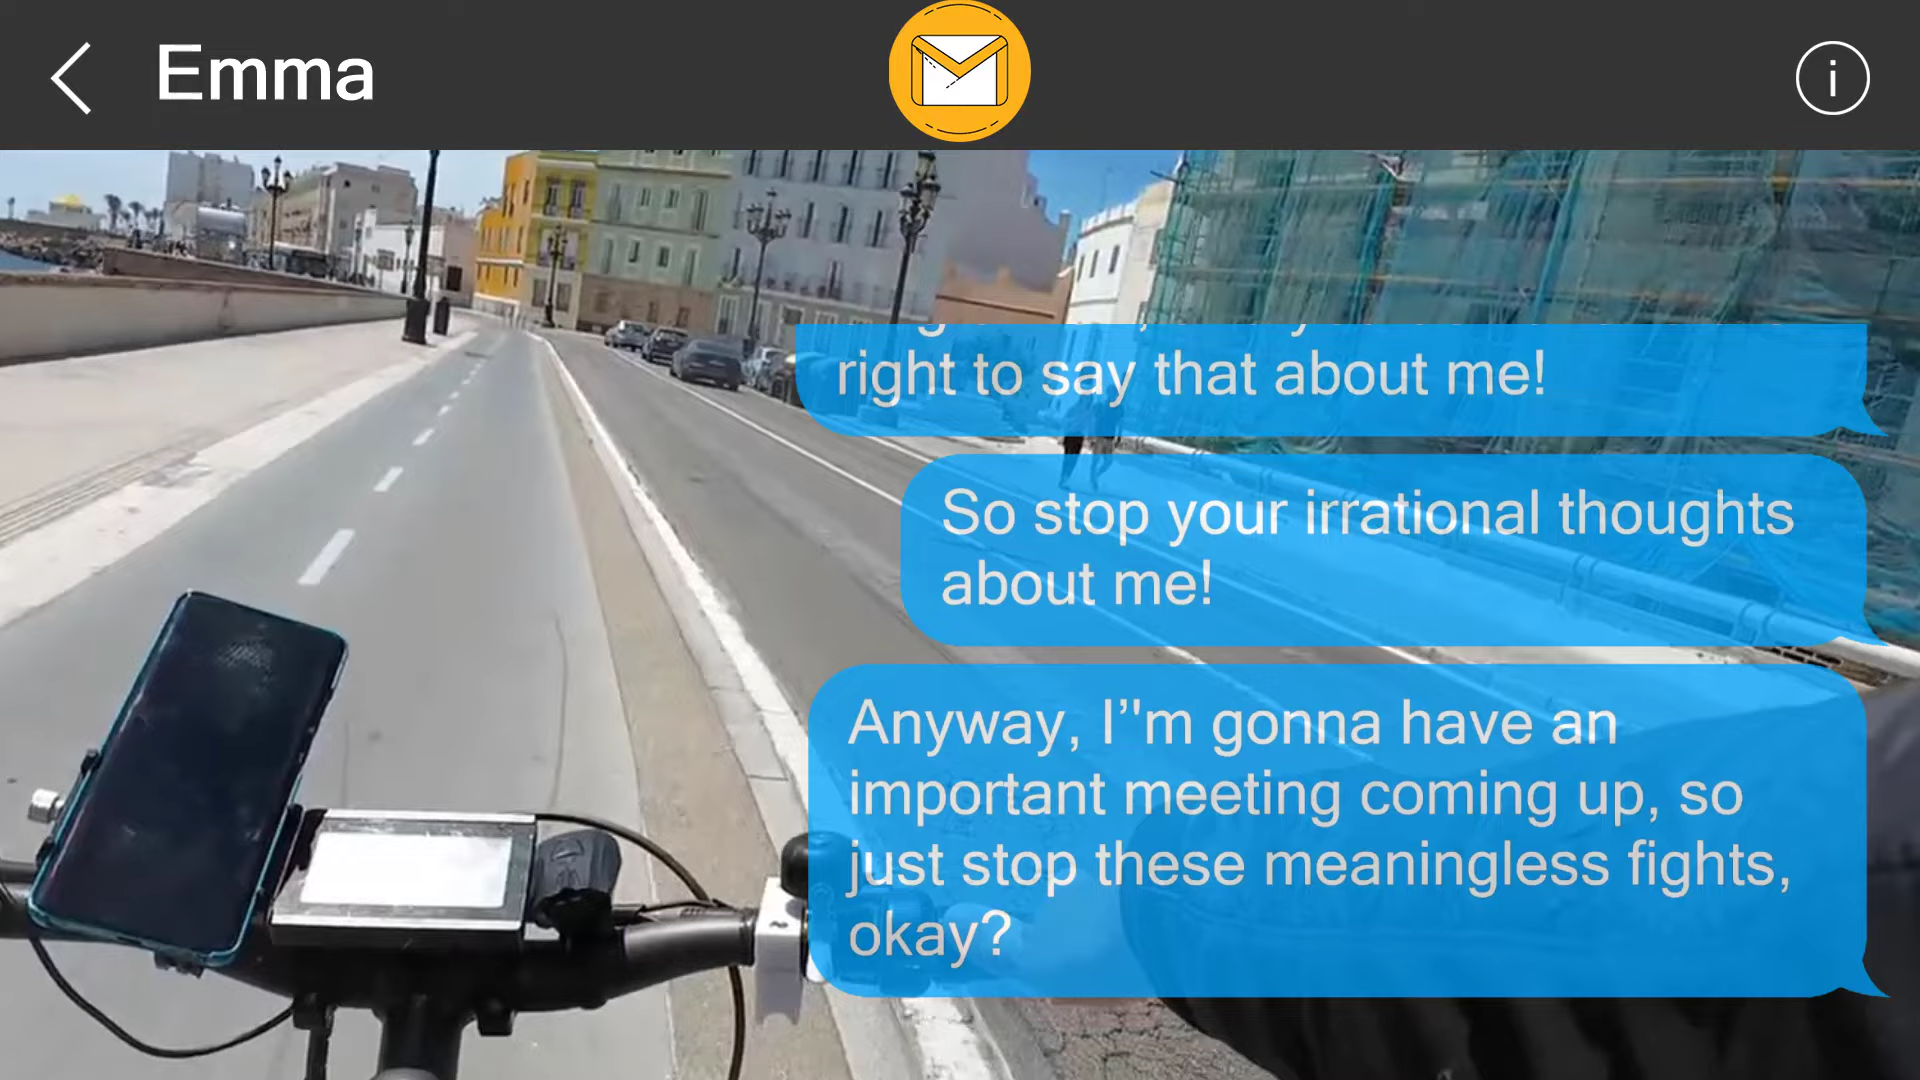 Emma
right to say that about me!
So stop your irrational thoughts
about me!
Anyway, I’'m gonna have an
important meeting coming up, so
just stop these meaningless fights,
okay?